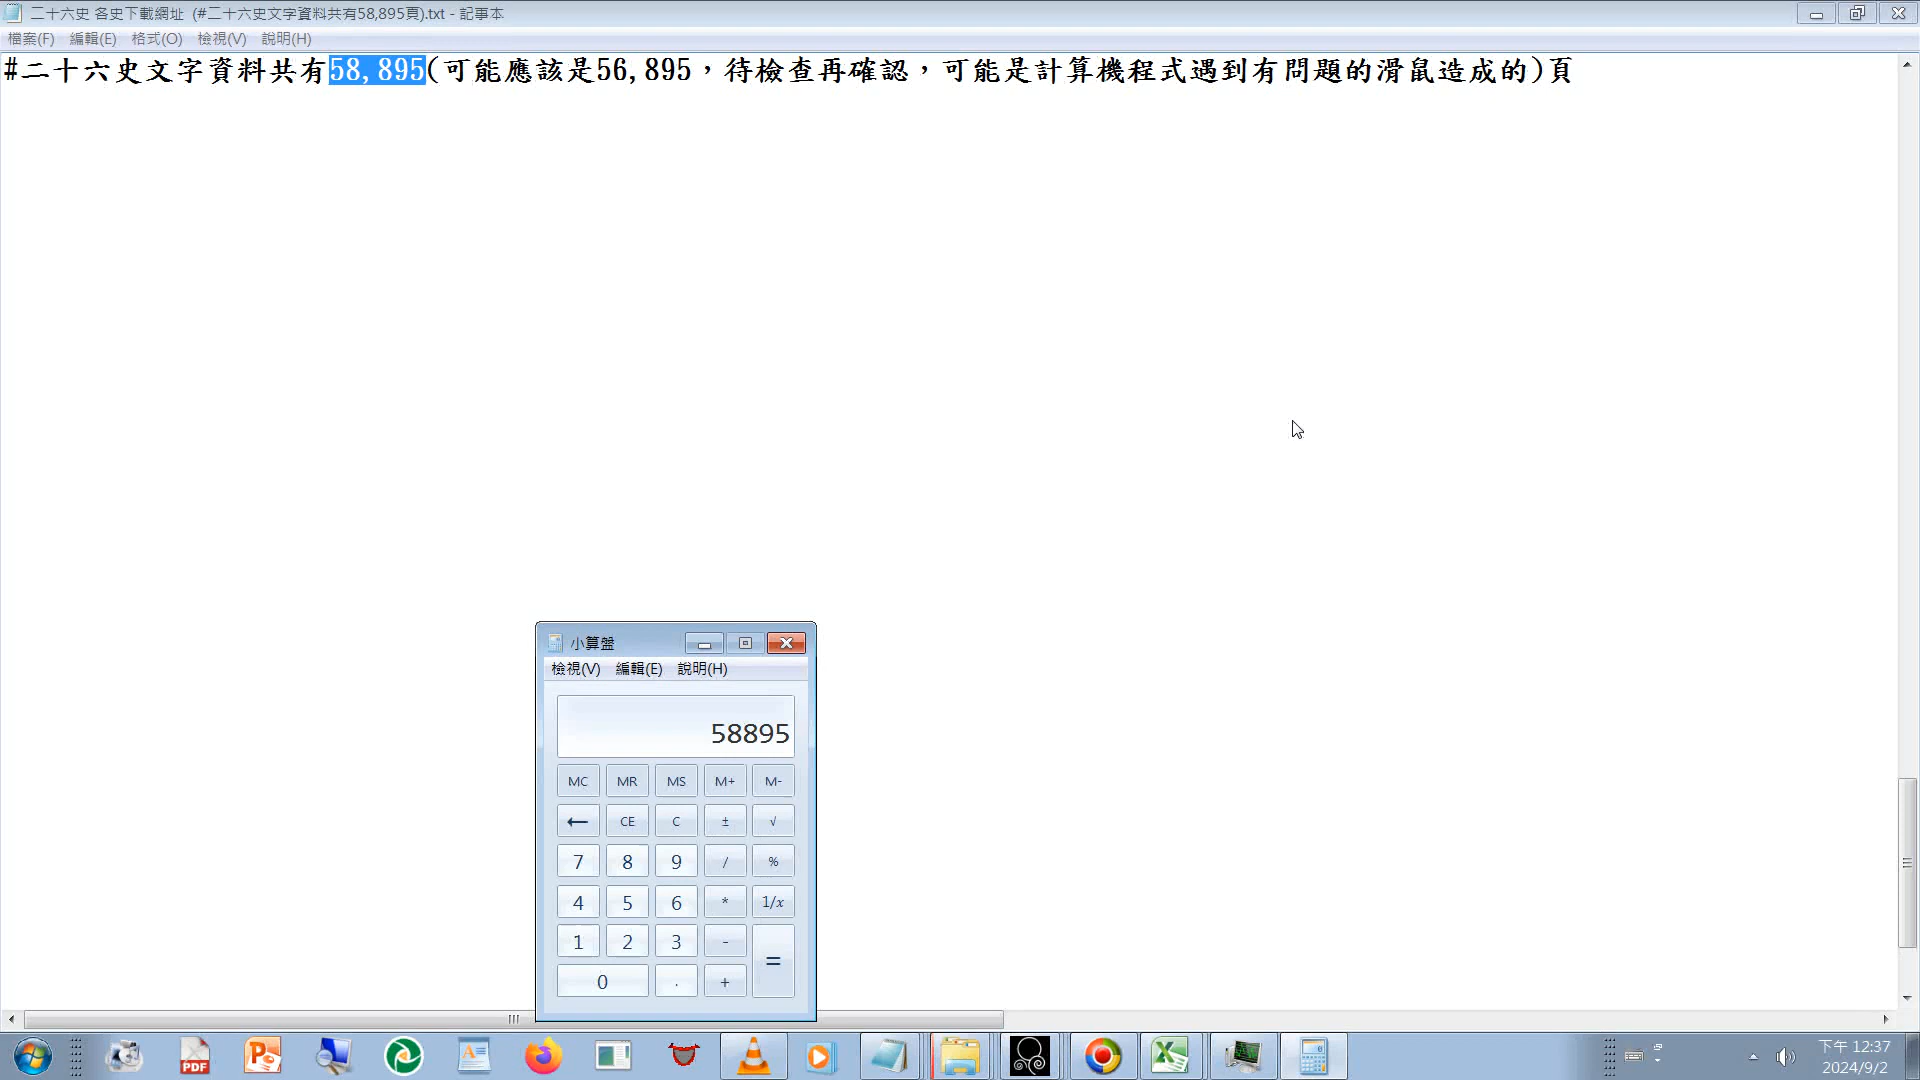 二十六史 各史下載網址  (#二十六史文字資料共有58,895頁).txt - 記事本
檔案(F) 編輯(E) 格式(O) 檢視(V) 說明(H)
#二十六史文字資料共有58,895(可能應該是56,895，待檢查再確認，可能是計算機程式遇到有問題的滑鼠造成的)頁
小算盤
檢視(V) 編輯(E) 說明(H)
58895
MC MR MS M+ M-
← CE C ± √
7 8 9 / %
4 5 6 * 1/x
1 2 3 - =
0 . +
PDF
下午 12:37
2024/9/2